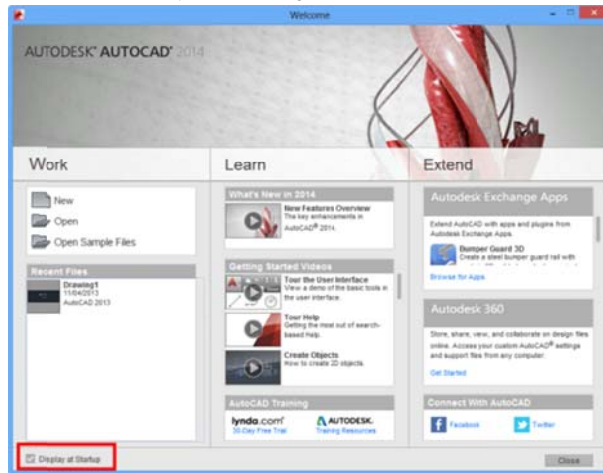 Welcome
AUTODESK® AUTOCAD® 2014
Work
New
Open
Open Sample Files
Recent Files
Drawing1
11/04/2013
AutoCAD 2013
Learn
What's New in 2014
New Features Overview
The key enhancements in
AutoCAD® 2014.
Getting Started Videos
Tour the User Interface
View a demo of the basic tools in
the user interface.
Tour Help
Getting the most out of search-
based Help.
Create Objects
How to create 2D objects.
AutoCAD Training
lynda.com®
30-Day Free Trial
AUTODESK.
Training Resources
Extend
Autodesk Exchange Apps
Extend AutoCAD with apps and plugins from
Autodesk Exchange Apps.
Bumper Guard 3D
Create a steel bumper guard rail with
Browse for Apps
Autodesk 360
Store, share, view, and collaborate on design files
online. Access your custom AutoCAD® settings
and support files from any computer.
Get Started
Connect With AutoCAD
Facebook
Twitter
Display at Startup
Close